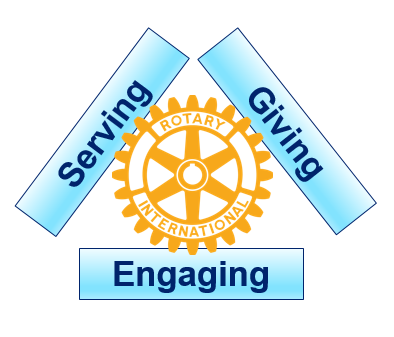 Serving
Giving
ROTARY
INTERNATIONAL
Engaging